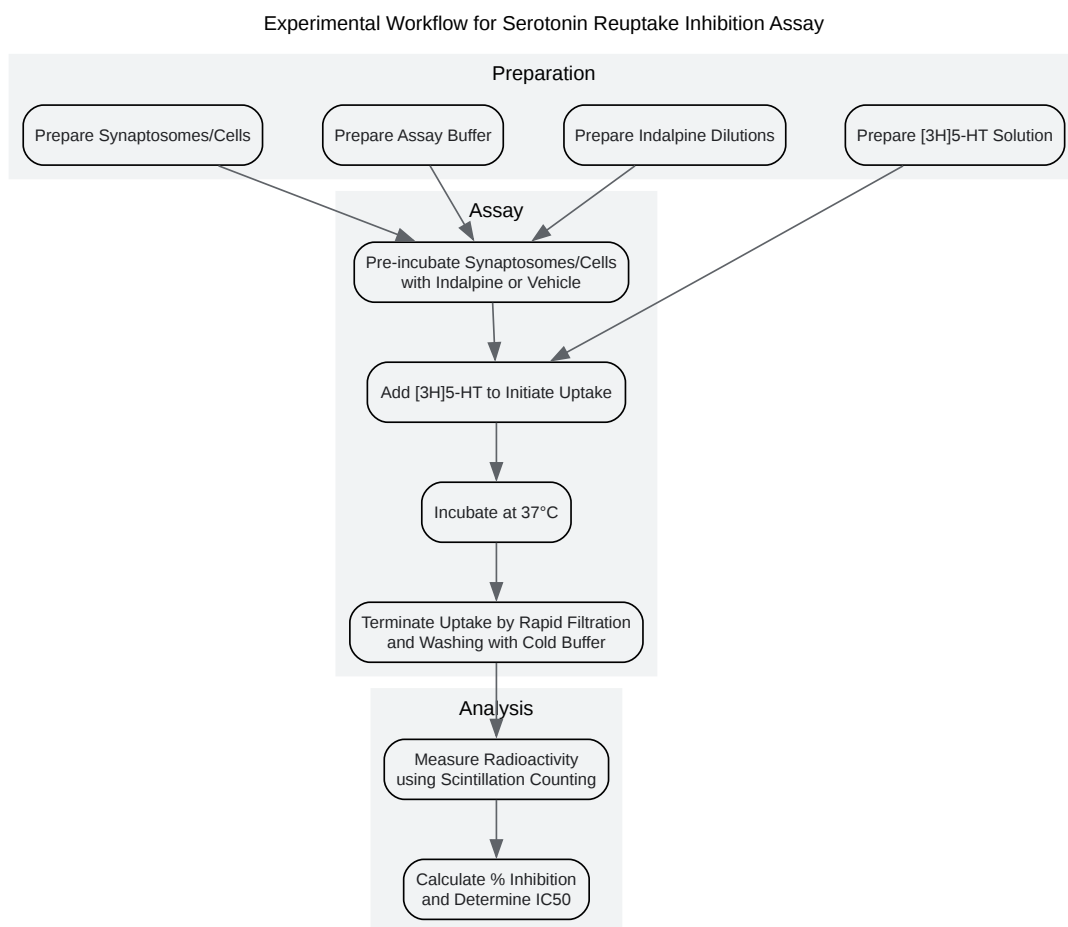 Experimental Workflow for Serotonin Reuptake Inhibition Assay
Preparation
Prepare Synaptosomes/Cells
Prepare Assay Buffer
Prepare Indalpine Dilutions
Prepare [3H]5-HT Solution
Assay
Pre-incubate Synaptosomes/Cells
with Indalpine or Vehicle
Add [3H]5-HT to Initiate Uptake
Incubate at 37°C
Terminate Uptake by Rapid Filtration
and Washing with Cold Buffer
Analysis
Measure Radioactivity
using Scintillation Counting
Calculate % Inhibition
and Determine IC50